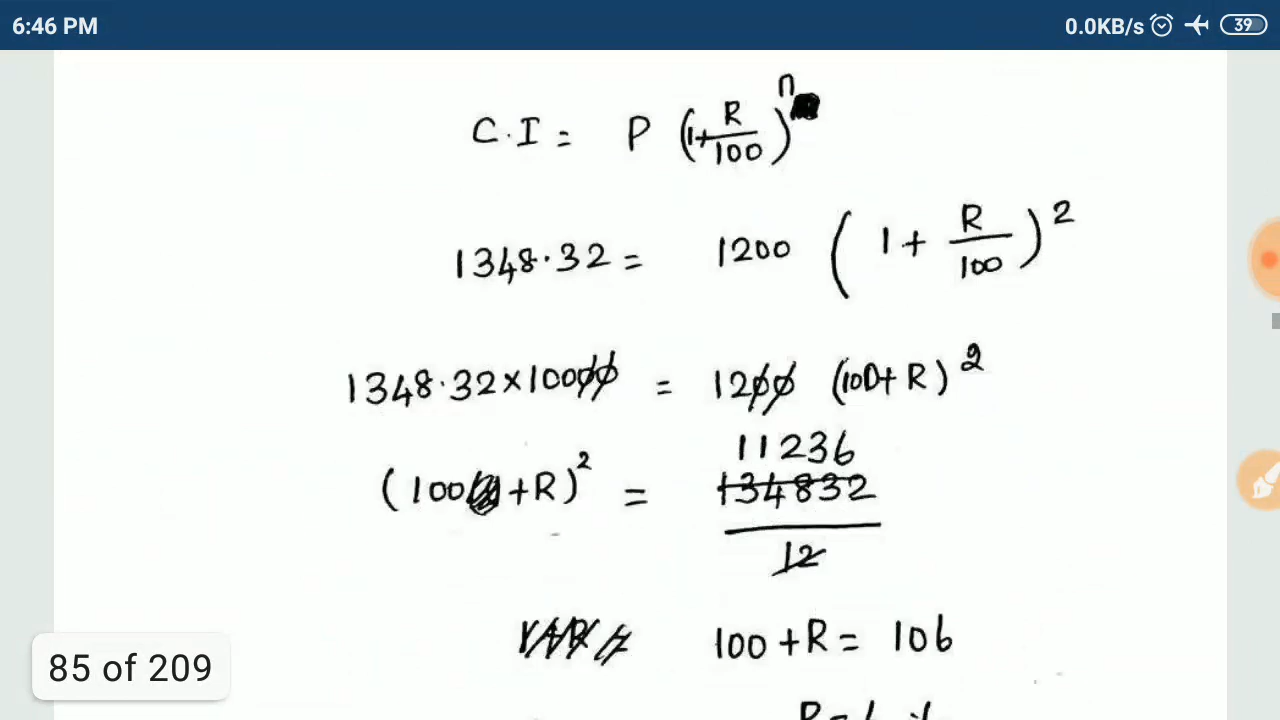 6:46 PM 0.0KB/s 39
C.I = P (1+ R/100)^n
1348.32 = 1200 ( 1 + R/100 )^2
1348.32 × 10000 = 1200 (100+ R)^2
11236
(100 + R)^2 = 134832/12
100 + R = 106
85 of 209